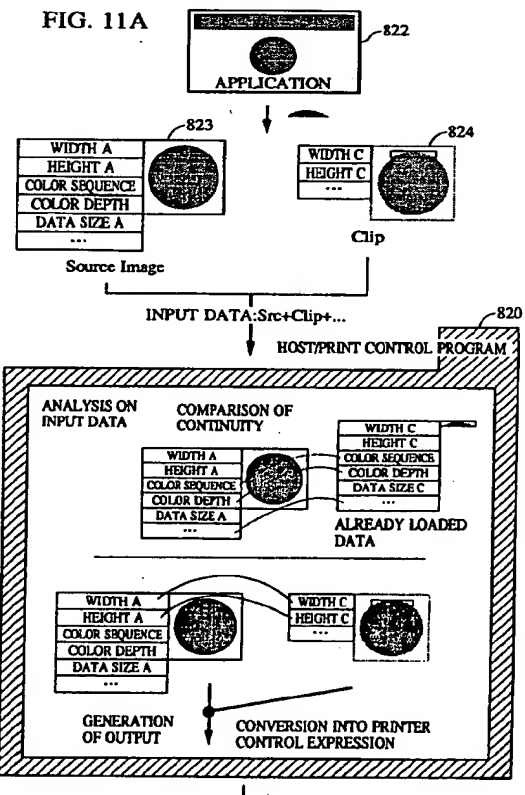 FIG. 11A
822
APPLICATION
823
WIDTH A
HEIGHT A
COLOR SEQUENCE
COLOR DEPTH
DATA SIZE A
...
Source Image
824
WIDTH C
HEIGHT C
...
Clip
INPUT DATA:Src+Clip+...
820
HOST/PRINT CONTROL PROGRAM
ANALYSIS ON
INPUT DATA
COMPARISON OF
CONTINUITY
WIDTH A
HEIGHT A
COLOR SEQUENCE
COLOR DEPTH
DATA SIZE A
...
WIDTH C
HEIGHT C
COLOR SEQUENCE
COLOR DEPTH
DATA SIZE C
...
ALREADY LOADED
DATA
WIDTH A
HEIGHT A
COLOR SEQUENCE
COLOR DEPTH
DATA SIZE A
...
WIDTH C
HEIGHT C
...
GENERATION
OF OUTPUT
CONVERSION INTO PRINTER
CONTROL EXPRESSION